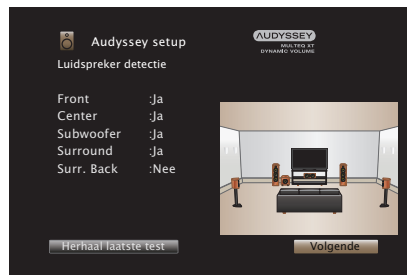 Audyssey setup
AUDYSSEY
MULTEQ XT
DYNAMIC VOLUME
Luidspreker detectie
Front :Ja
Center :Ja
Subwoofer :Ja
Surround :Ja
Surr. Back :Nee
Herhaal laatste test
Volgende